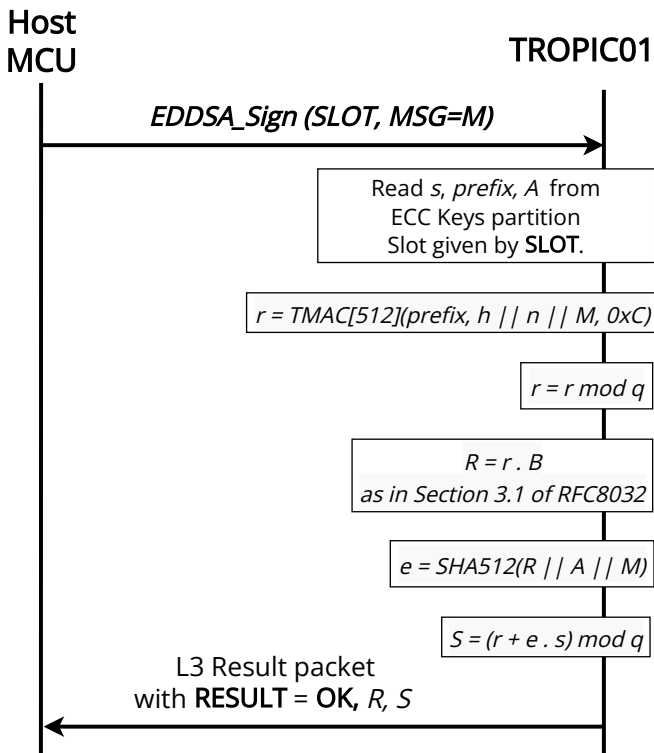 Host
MCU
TROPIC01
EDDSA_Sign (SLOT, MSG=M)
Read s, prefix, A from
ECC Keys partition
Slot given by SLOT.
r = TMAC[512](prefix, h || n || M, 0xC)
r = r mod q
R = r . B
as in Section 3.1 of RFC8032
e = SHA512(R || A || M)
S = (r + e . s) mod q
L3 Result packet
with RESULT = OK, R, S